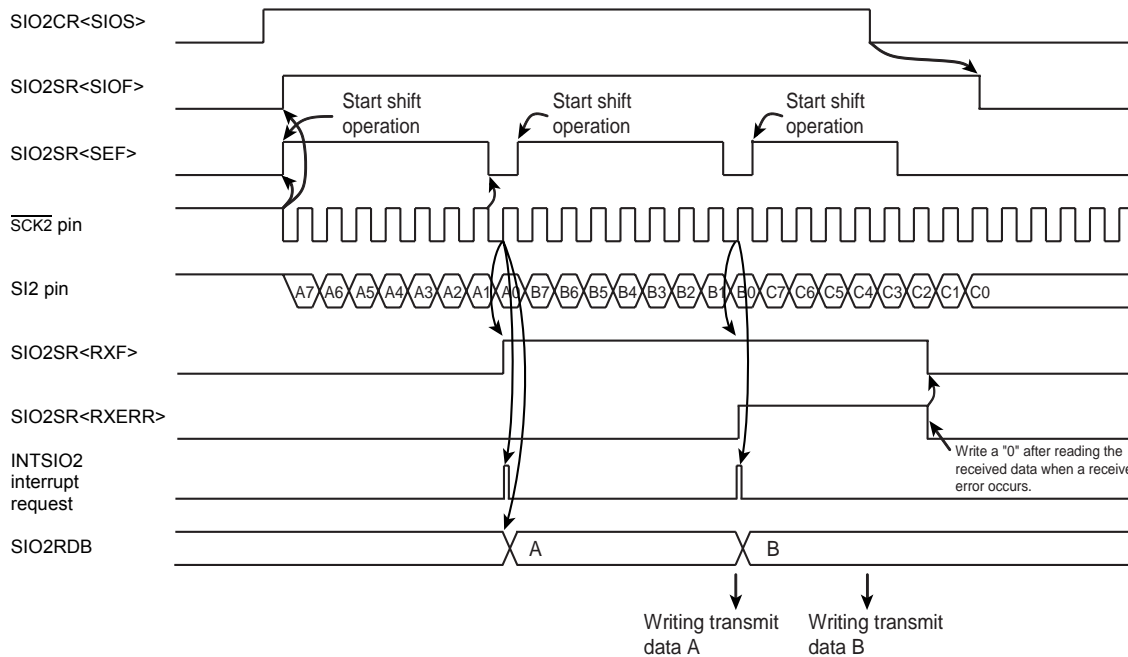 SIO2CR<SIOS>
SIO2SR<SIOF>
Start shift operation
Start shift operation
Start shift operation
SIO2SR<SEF>
SCK2 pin
SI2 pin
A7 A6 A5 A4 A3 A2 A1 A0 B7 B6 B5 B4 B3 B2 B1 B0 C7 C6 C5 C4 C3 C2 C1 C0
SIO2SR<RXF>
SIO2SR<RXERR>
Write a "0" after reading the
received data when a receive
error occurs.
INTSIO2
interrupt
request
SIO2RDB
A
B
Writing transmit
data A
Writing transmit
data B